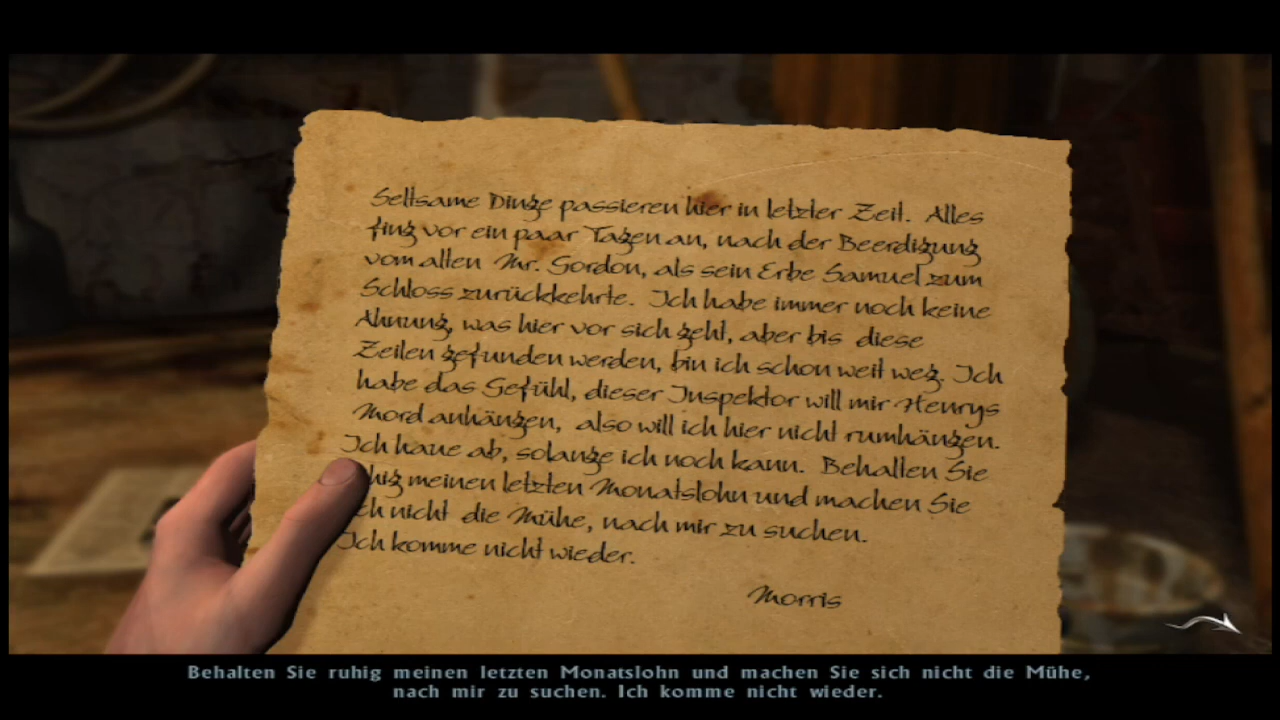 Seltsame Dinge passieren hier in letzter Zeit. Alles
fing vor ein paar Tagen an, nach der Beerdigung
vom alten Mr. Gordon, als sein Erbe Samuel zum
Schloss zurückkehrte. Ich habe immer noch keine
Ahnung, was hier vor sich geht, aber bis diese
Zeilen gefunden werden, bin ich schon weit weg. Ich
habe das Gefühl, dieser Inspektor will mir Henrys
Mord anhängen, also will ich hier nicht rumhängen.
Ich haue ab, solange ich noch kann. Behalten Sie
ruhig meinen letzten Monatslohn und machen Sie
sich nicht die Mühe, nach mir zu suchen.
Ich komme nicht wieder.
Morris
Behalten Sie ruhig meinen letzten Monatslohn und machen Sie sich nicht die Mühe,
nach mir zu suchen. Ich komme nicht wieder.